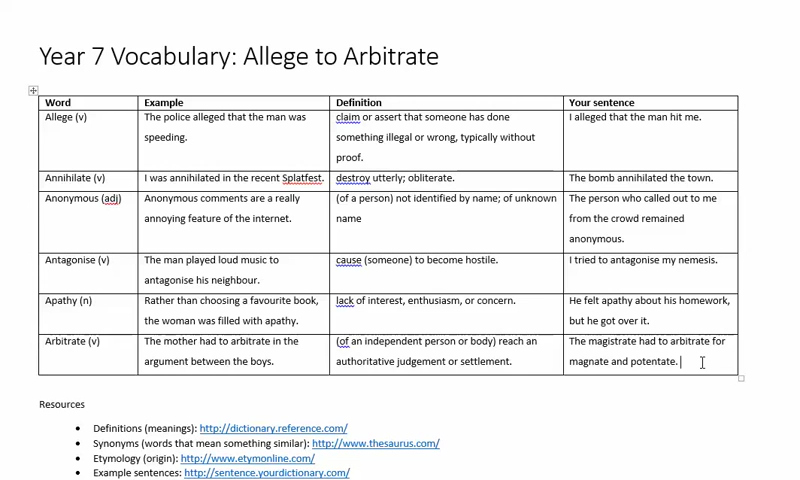 Year 7 Vocabulary: Allege to Arbitrate
Word Example Definition Your sentence
Allege (v) The police alleged that the man was speeding. claim or assert that someone has done something illegal or wrong, typically without proof. I alleged that the man hit me.
Annihilate (v) I was annihilated in the recent Splatfest. destroy utterly; obliterate. The bomb annihilated the town.
Anonymous (adj) Anonymous comments are a really annoying feature of the internet. (of a person) not identified by name; of unknown name The person who called out to me from the crowd remained anonymous.
Antagonise (v) The man played loud music to antagonise his neighbour. cause (someone) to become hostile. I tried to antagonise my nemesis.
Apathy (n) Rather than choosing a favourite book, the woman was filled with apathy. lack of interest, enthusiasm, or concern. He felt apathy about his homework, but he got over it.
Arbitrate (v) The mother had to arbitrate in the argument between the boys. (of an independent person or body) reach an authoritative judgement or settlement. The magistrate had to arbitrate for magnate and potentate.
Resources
• Definitions (meanings): http://dictionary.reference.com/
• Synonyms (words that mean something similar): http://www.thesaurus.com/
• Etymology (origin): http://www.etymonline.com/
• Example sentences: http://sentence.yourdictionary.com/